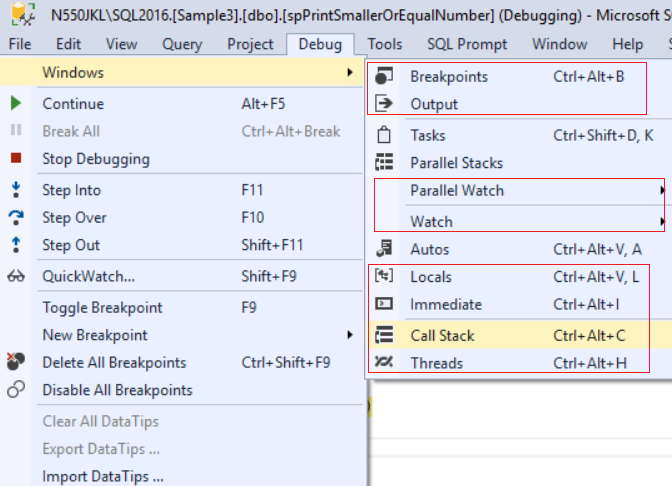 N550JKL\SQL2016.[Sample3].[dbo].[spPrintSmallerOrEqualNumber] (Debugging) - Microsoft S
File Edit View Query Project Debug Tools SQL Prompt Window Help
Windows
Continue Alt+F5
Break All Ctrl+Alt+Break
Stop Debugging
Step Into F11
Step Over F10
Step Out Shift+F11
QuickWatch... Shift+F9
Toggle Breakpoint F9
New Breakpoint
Delete All Breakpoints Ctrl+Shift+F9
Disable All Breakpoints
Clear All DataTips
Export DataTips ...
Import DataTips ...
Breakpoints Ctrl+Alt+B
Output
Tasks Ctrl+Shift+D, K
Parallel Stacks
Parallel Watch
Watch
Autos Ctrl+Alt+V, A
Locals Ctrl+Alt+V, L
Immediate Ctrl+Alt+I
Call Stack Ctrl+Alt+C
Threads Ctrl+Alt+H